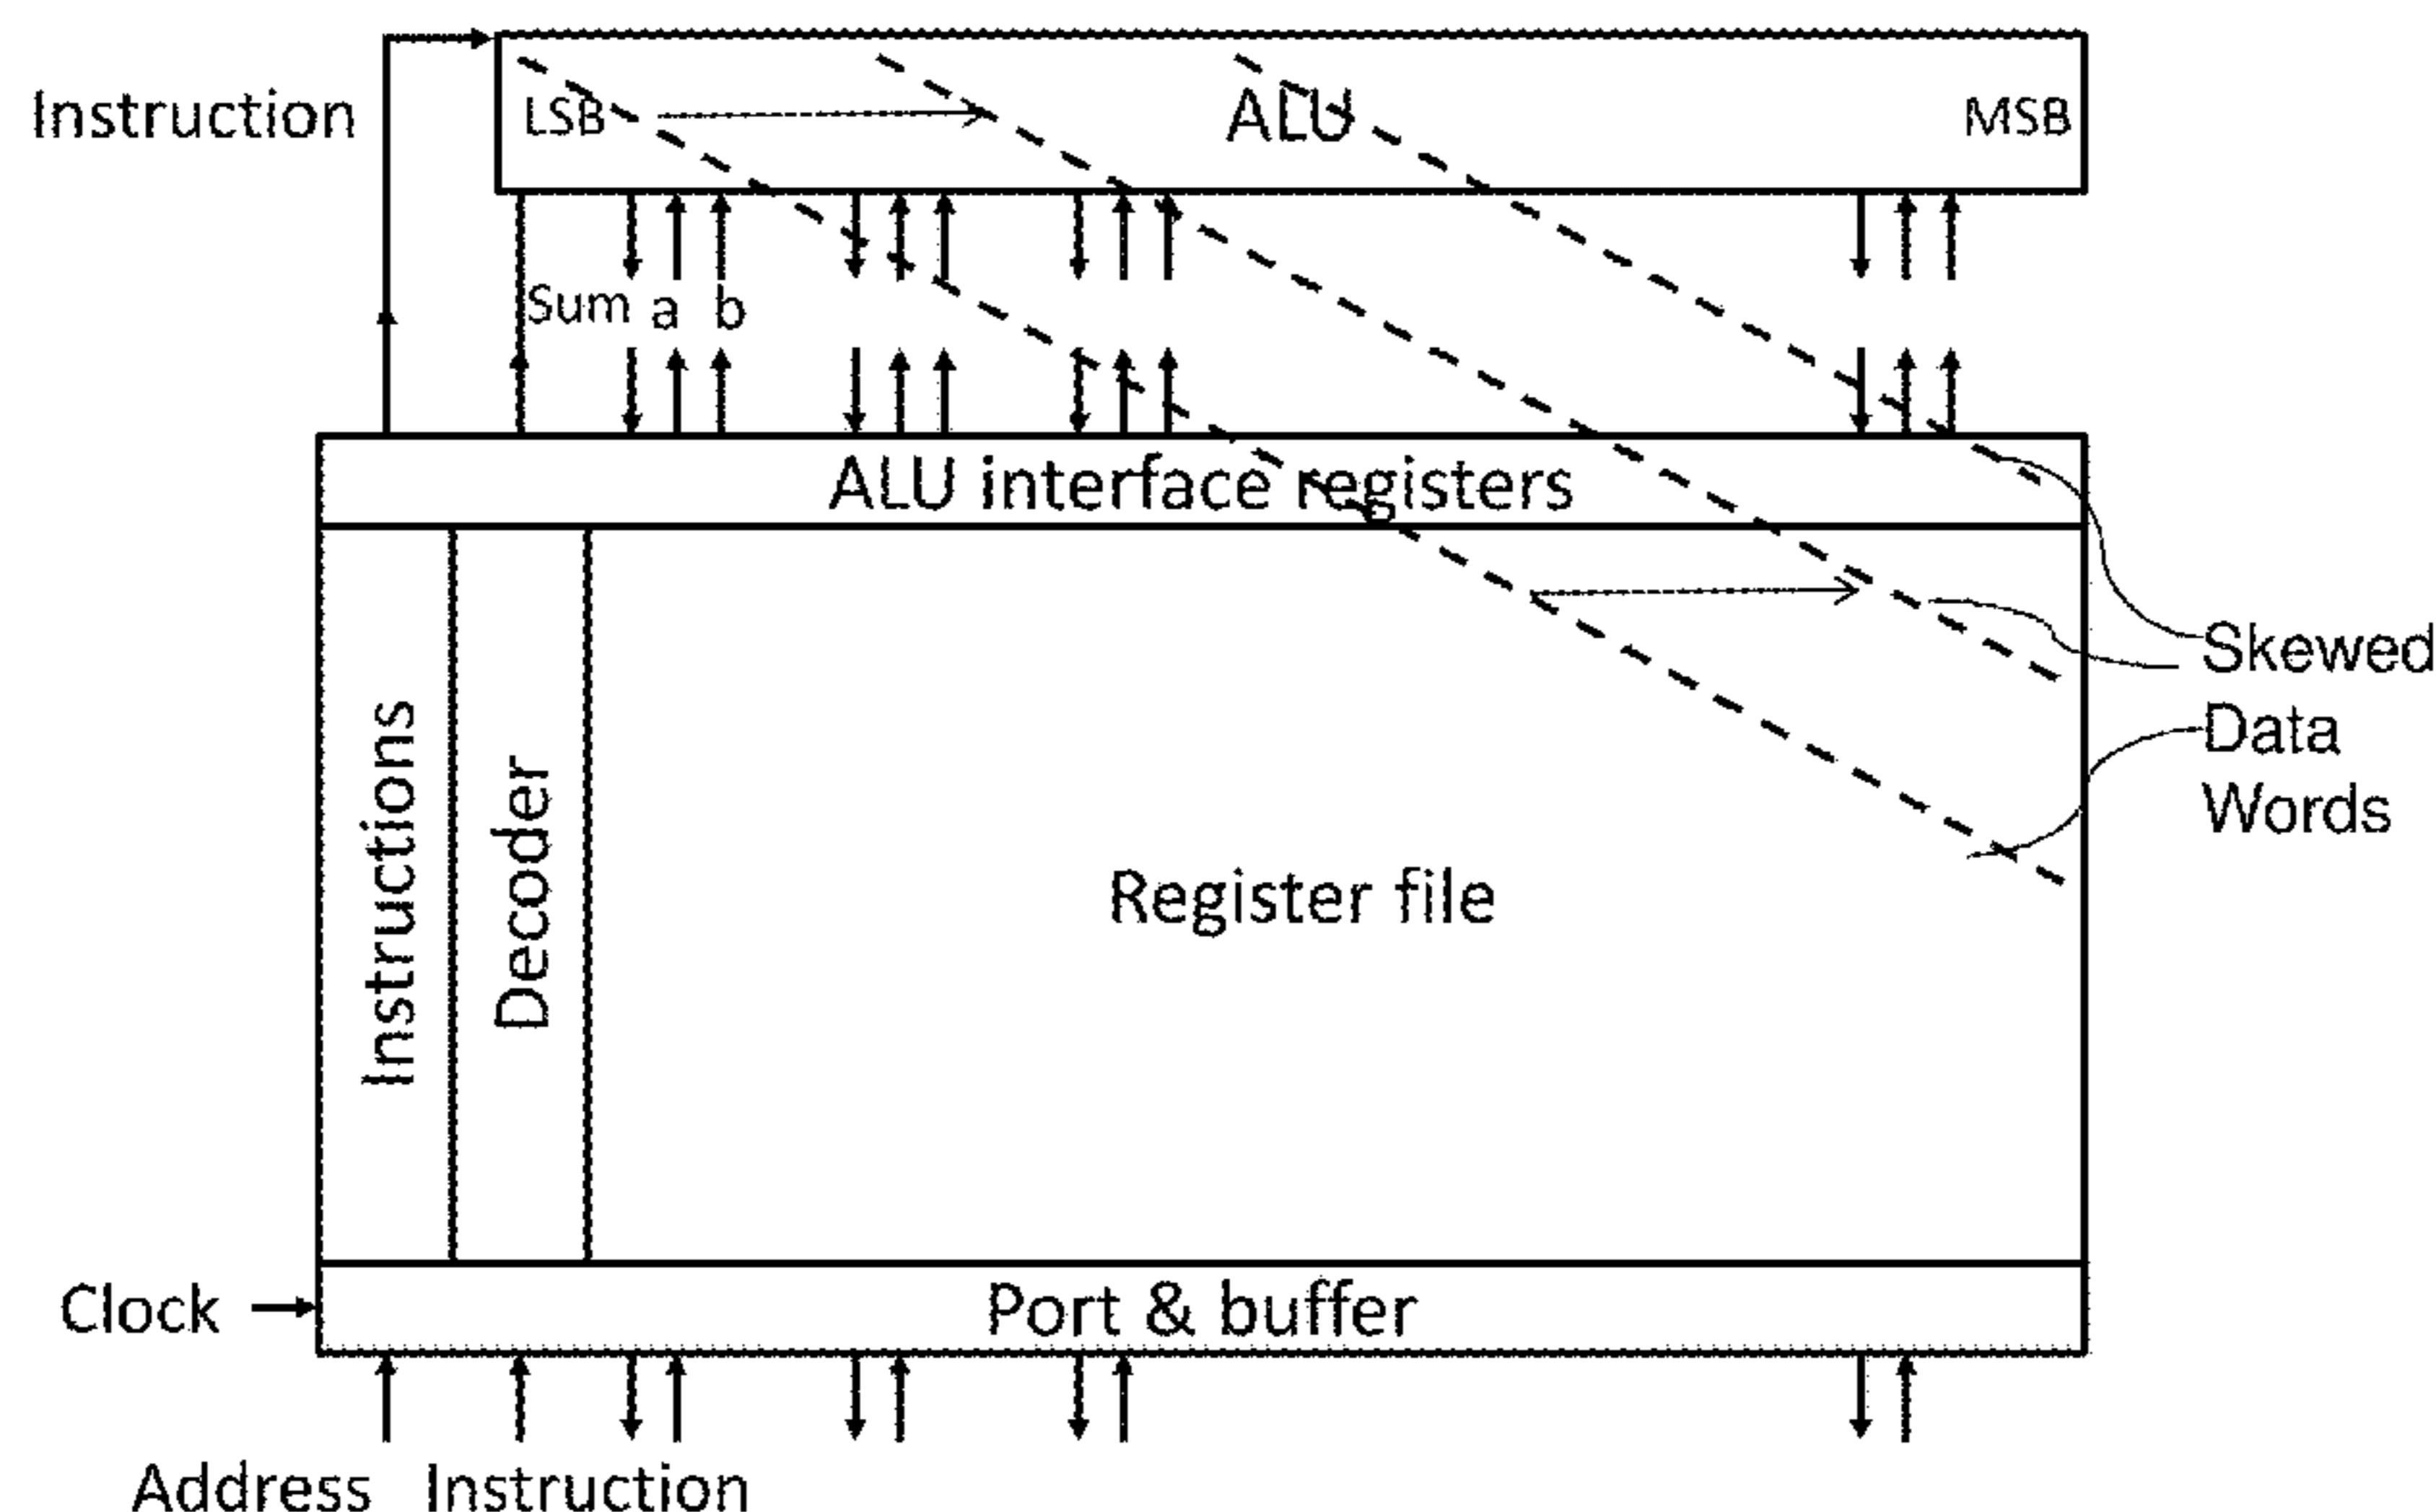 Instruction
LSB
ALU
MSB
Sum a b
ALU interface registers
Skewed
Data
Words
Instructions
Decoder
Register file
Clock
Port & buffer
Address Instruction